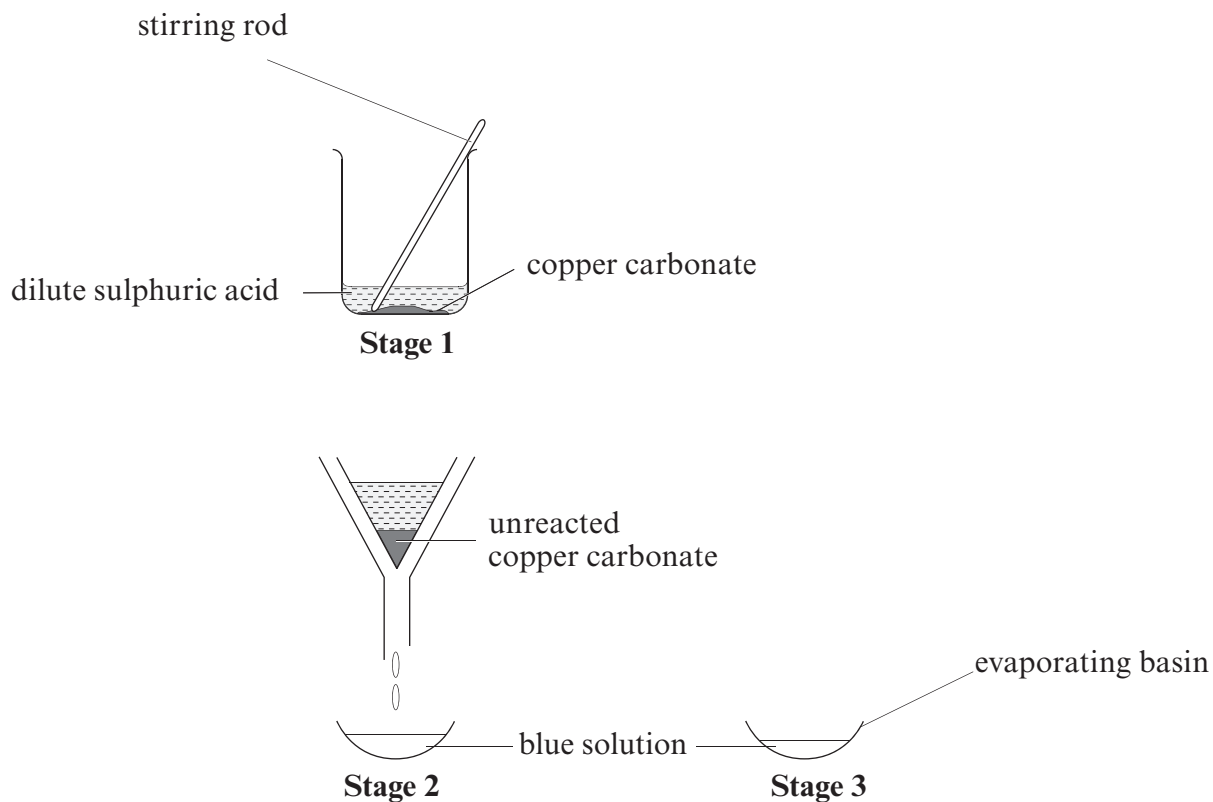 stirring rod
copper carbonate
dilute sulphuric acid
Stage 1
unreacted
copper carbonate
evaporating basin
blue solution
Stage 2
Stage 3